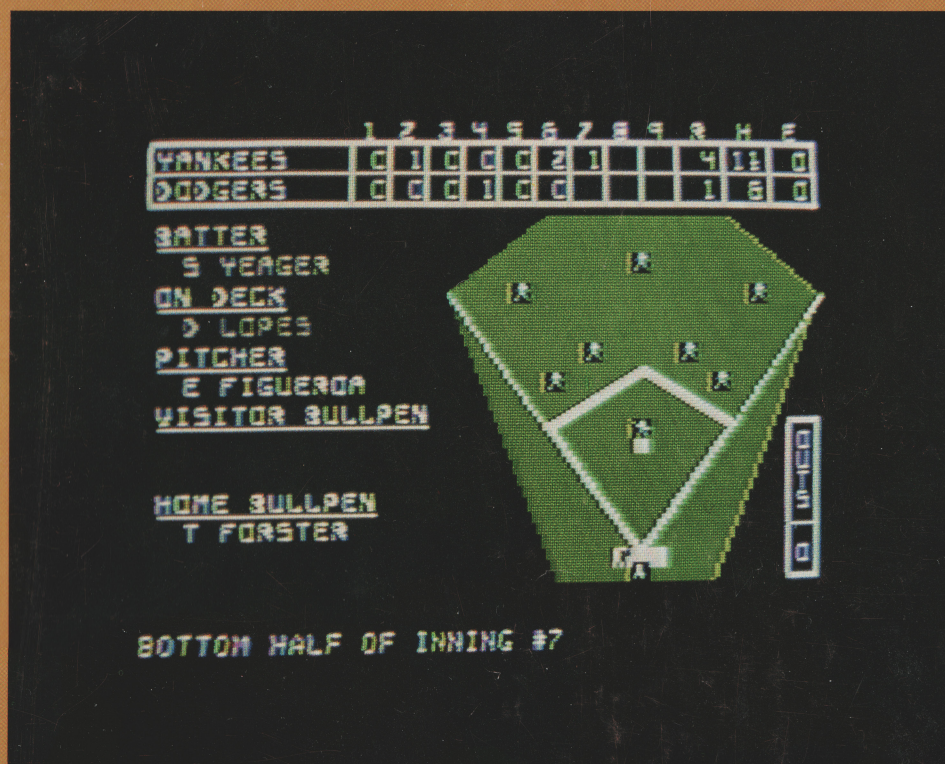 1 2 3 4 5 6 7 8 9 R H E
YANKEES 0 1 0 0 0 2 1 4 11 0
DODGERS 0 0 0 1 0 0 1 6 0
BATTER
S YEAGER
ON DECK
D LOPES
PITCHER
E FIGUEROA
VISITOR BULLPEN
HOME BULLPEN
T FORSTER
OUTS 0
BOTTOM HALF OF INNING #7